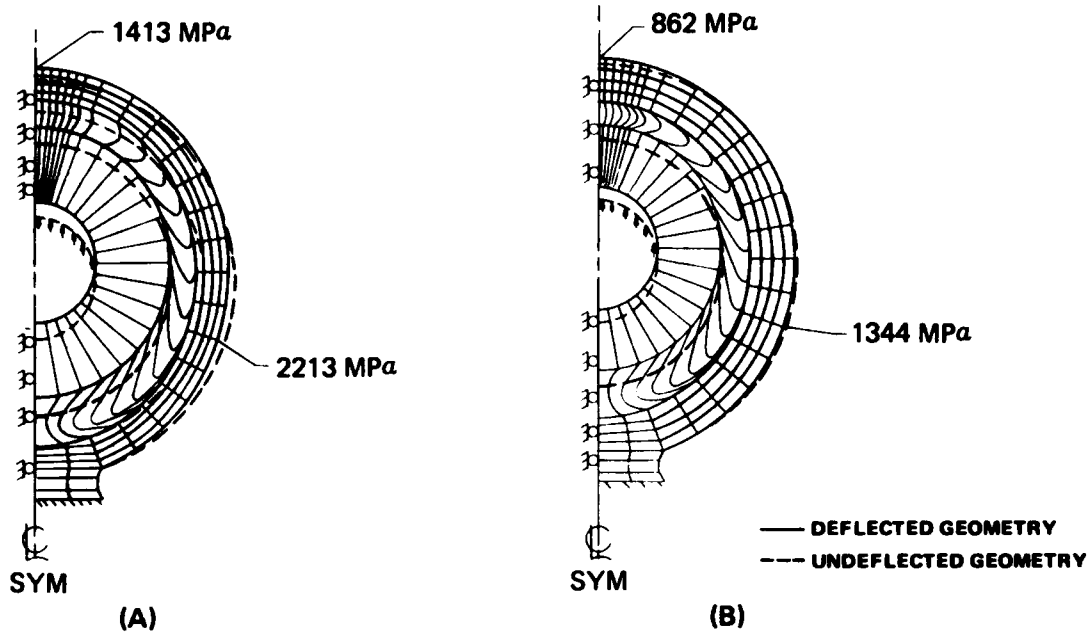 1413 MPa
2213 MPa
℄
SYM
(A)
862 MPa
1344 MPa
℄
SYM
(B)
DEFLECTED GEOMETRY
UNDEFLECTED GEOMETRY